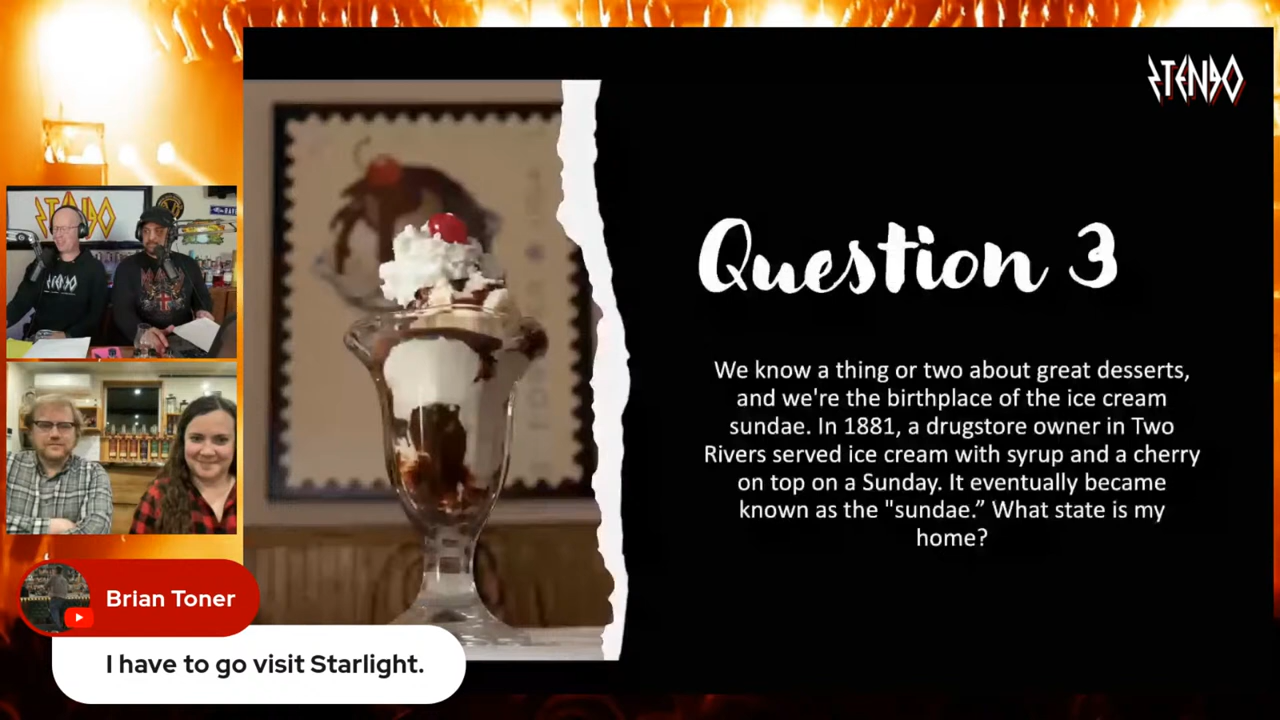 ZTENDO
Question 3
We know a thing or two about great desserts,
and we're the birthplace of the ice cream
sundae. In 1881, a drugstore owner in Two
Rivers served ice cream with syrup and a cherry
on top on a Sunday. It eventually became
known as the "sundae.” What state is my
home?
Brian Toner
I have to go visit Starlight.